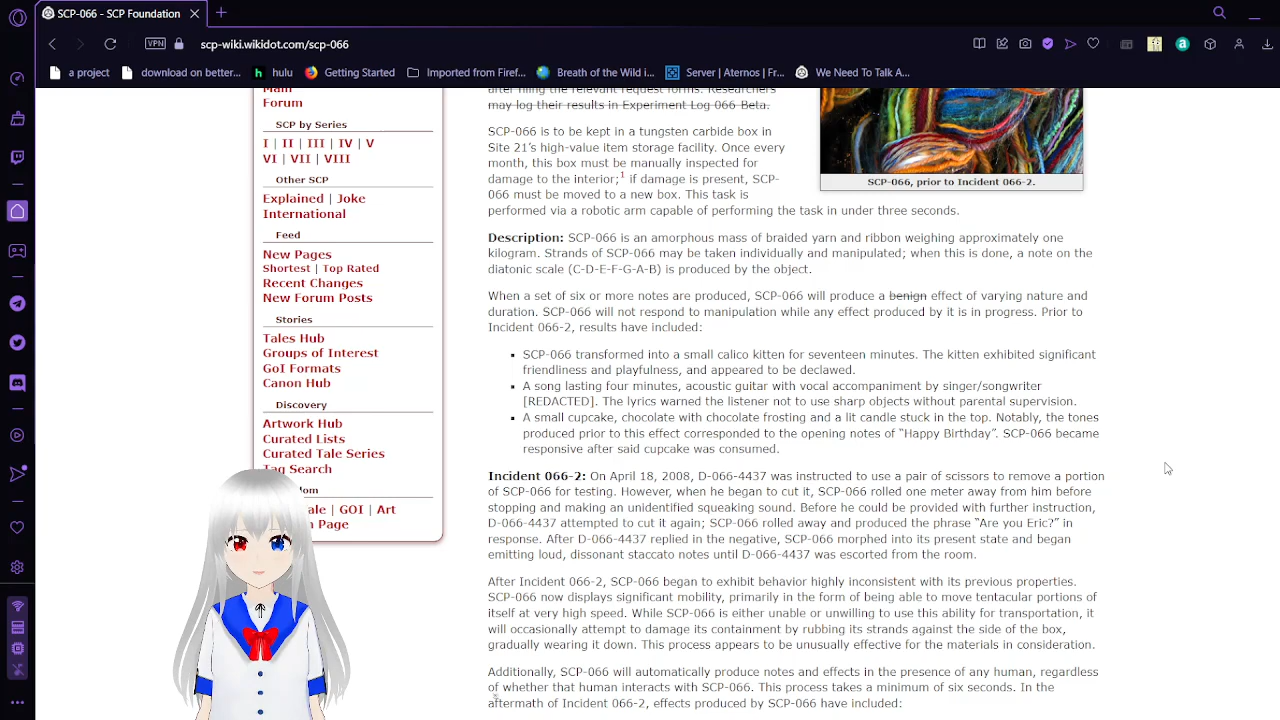 SCP-066 - SCP Foundation
VPN
scp-wiki.wikidot.com/scp-066
a project
download on better...
hulu
Getting Started
Imported from Firef...
Breath of the Wild i...
Server | Aternos | Fr...
We Need To Talk A...
Main
Forum
SCP by Series
I | II | III | IV | V
VI | VII | VIII
Other SCP
Explained | Joke
International
Feed
New Pages
Shortest | Top Rated
Recent Changes
New Forum Posts
Stories
Tales Hub
Groups of Interest
GoI Formats
Canon Hub
Discovery
Artwork Hub
Curated Lists
Curated Tale Series
Tag Search
| GOI | Art
Page
after filing the relevant request forms. Researchers
may log their results in Experiment Log 066 Beta.
SCP-066 is to be kept in a tungsten carbide box in
Site 21's high-value item storage facility. Once every
month, this box must be manually inspected for
damage to the interior;1 if damage is present, SCP-
066 must be moved to a new box. This task is
performed via a robotic arm capable of performing the task in under three seconds.
SCP-066, prior to Incident 066-2.
Description: SCP-066 is an amorphous mass of braided yarn and ribbon weighing approximately one
kilogram. Strands of SCP-066 may be taken individually and manipulated; when this is done, a note on the
diatonic scale (C-D-E-F-G-A-B) is produced by the object.
When a set of six or more notes are produced, SCP-066 will produce a benign effect of varying nature and
duration. SCP-066 will not respond to manipulation while any effect produced by it is in progress. Prior to
Incident 066-2, results have included:
SCP-066 transformed into a small calico kitten for seventeen minutes. The kitten exhibited significant
friendliness and playfulness, and appeared to be declawed.
A song lasting four minutes, acoustic guitar with vocal accompaniment by singer/songwriter
[REDACTED]. The lyrics warned the listener not to use sharp objects without parental supervision.
A small cupcake, chocolate with chocolate frosting and a lit candle stuck in the top. Notably, the tones
produced prior to this effect corresponded to the opening notes of “Happy Birthday”. SCP-066 became
responsive after said cupcake was consumed.
Incident 066-2: On April 18, 2008, D-066-4437 was instructed to use a pair of scissors to remove a portion
of SCP-066 for testing. However, when he began to cut it, SCP-066 rolled one meter away from him before
stopping and making an unidentified squeaking sound. Before he could be provided with further instruction,
D-066-4437 attempted to cut it again; SCP-066 rolled away and produced the phrase “Are you Eric?” in
response. After D-066-4437 replied in the negative, SCP-066 morphed into its present state and began
emitting loud, dissonant staccato notes until D-066-4437 was escorted from the room.
After Incident 066-2, SCP-066 began to exhibit behavior highly inconsistent with its previous properties.
SCP-066 now displays significant mobility, primarily in the form of being able to move tentacular portions of
itself at very high speed. While SCP-066 is either unable or unwilling to use this ability for transportation, it
will occasionally attempt to damage its containment by rubbing its strands against the side of the box,
gradually wearing it down. This process appears to be unusually effective for the materials in consideration.
Additionally, SCP-066 will automatically produce notes and effects in the presence of any human, regardless
of whether that human interacts with SCP-066. This process takes a minimum of six seconds. In the
aftermath of Incident 066-2, effects produced by SCP-066 have included: